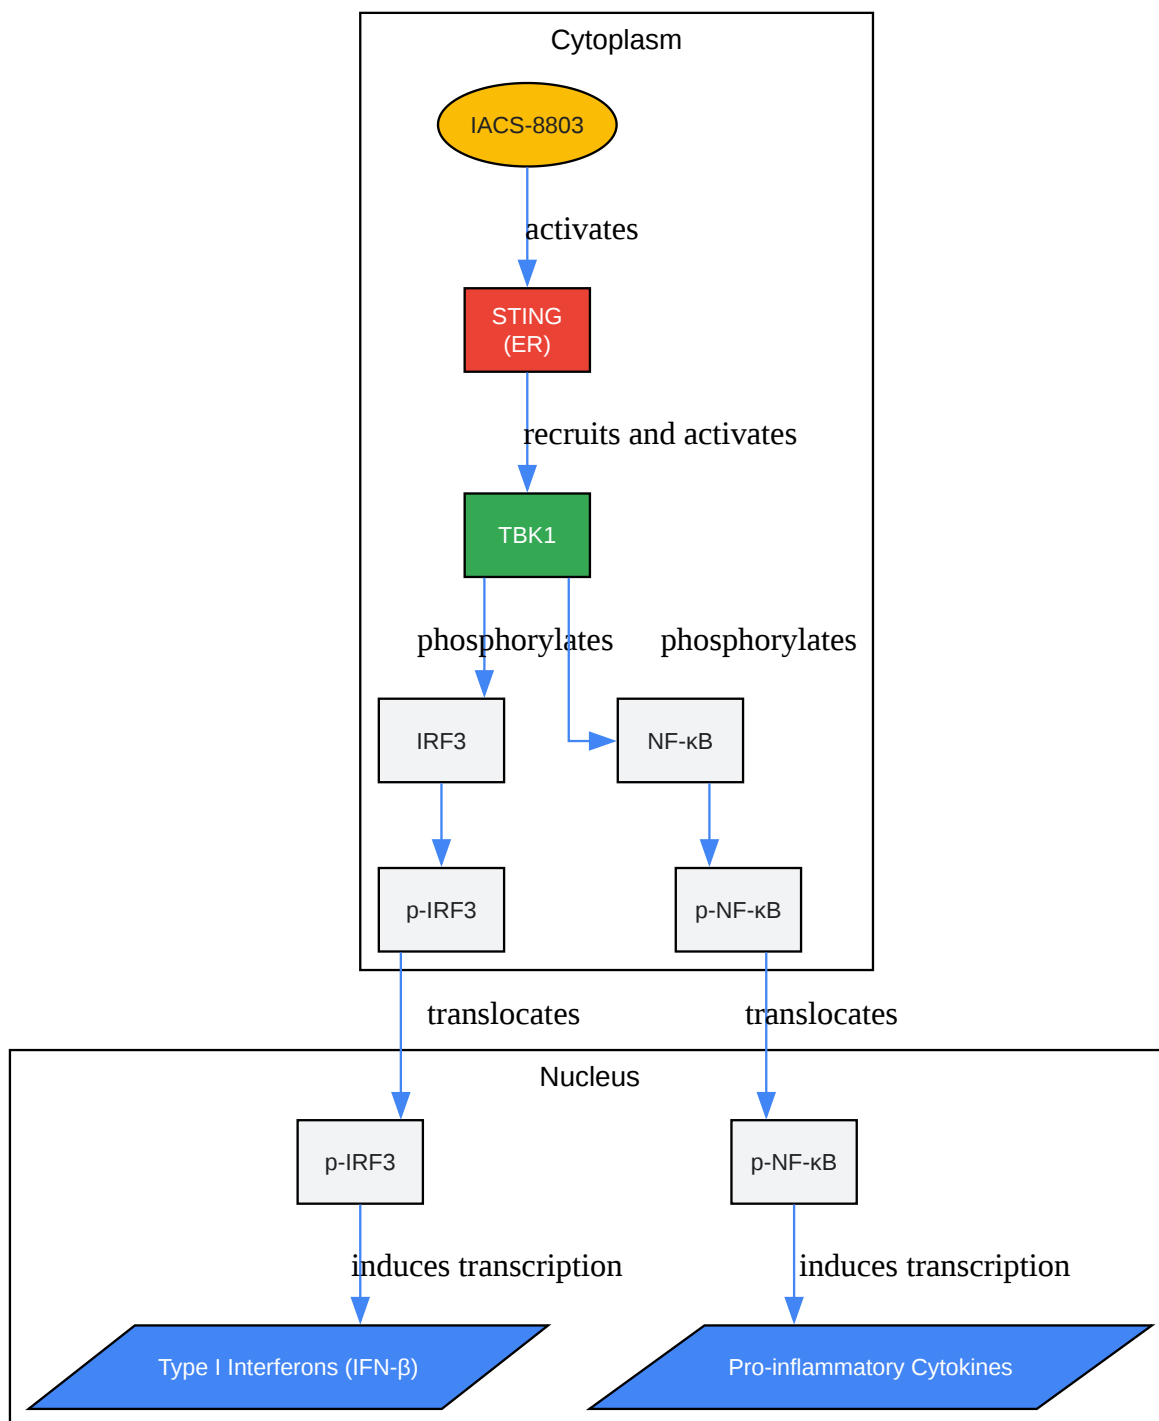 Cytoplasm
IACS-8803
activates
STING
(ER)
recruits and activates
TBK1
phosphorylates
phosphorylates
IRF3
NF-κB
p-IRF3
p-NF-κB
translocates
translocates
Nucleus
p-IRF3
p-NF-κB
induces transcription
induces transcription
Type I Interferons (IFN-β)
Pro-inflammatory Cytokines